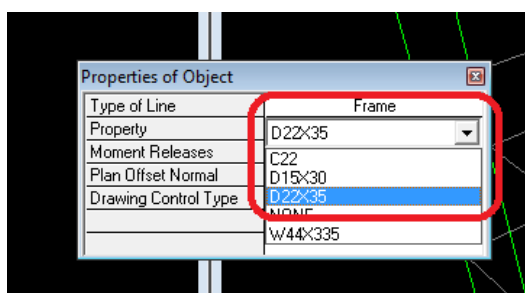 Properties of Object
Type of Line Frame
Property D22X35
Moment Releases C22
Plan Offset Normal D15X30
Drawing Control Type D22X35
NONE
W44X335